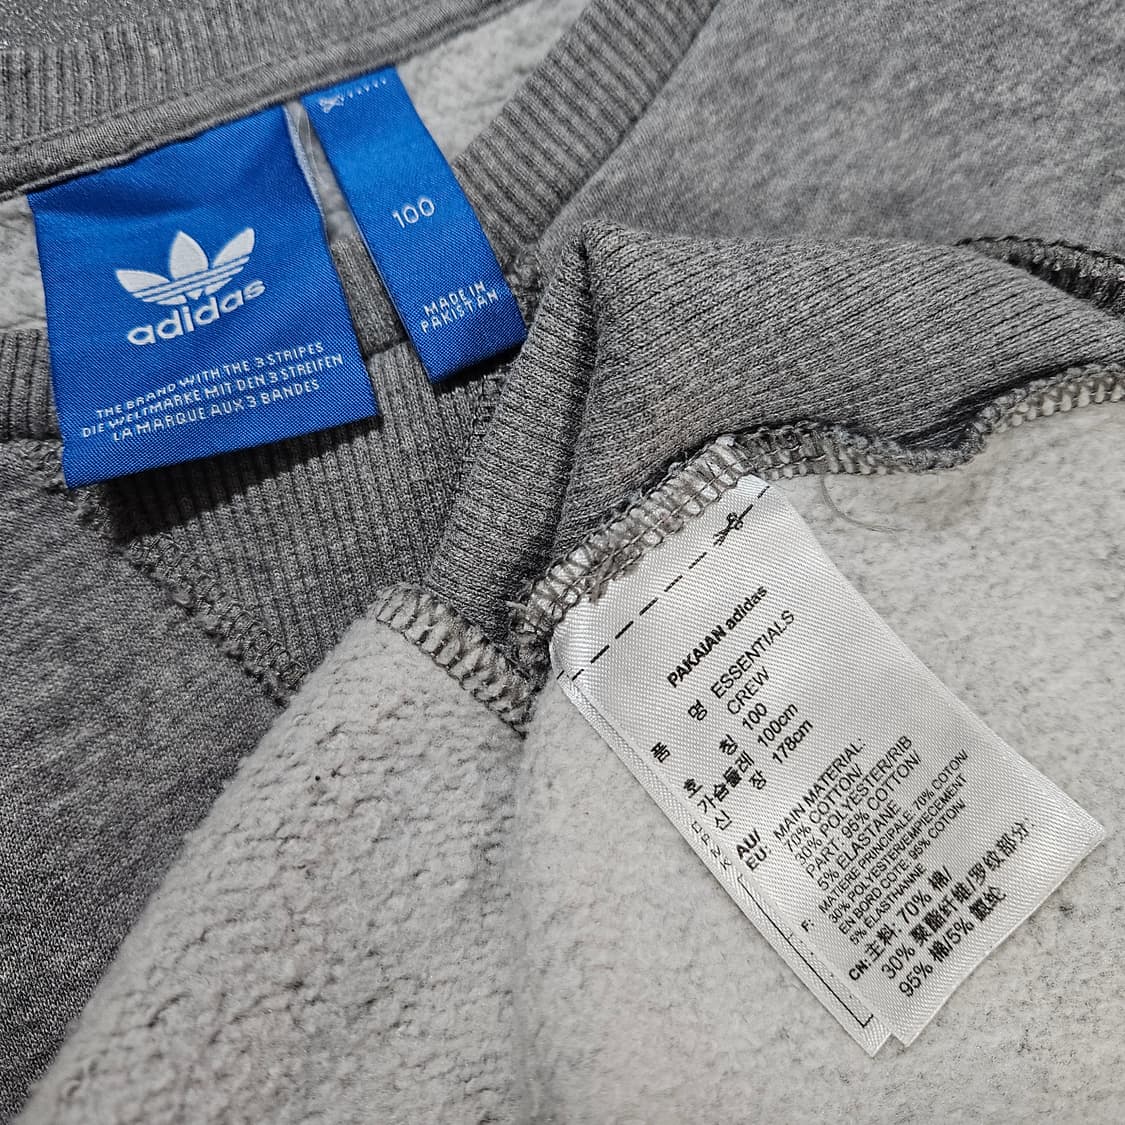 adidas
THE BRAND WITH THE 3 STRIPES
DIE WELTMARKE MIT DEN 3 STREIFEN
LA MARQUE AUX 3 BANDES
100
MADE IN
PAKISTAN
PAKAIAN adidas
품 명 ESSENTIALS
CREW
호 칭 100
가슴둘레 100cm
신 장 178cm
AU/
EU: MAIN MATERIAL:
70% COTTON/
30% POLYESTER/RIB
PART: 95% COTTON/
5% ELASTANE
F: MATIERE PRINCIPALE: 70% COTON/
30% POLYESTER/EMPIECEMENT
EN BORD COTE: 95% COTON/
5% ELASTHANNE
CN: 主料: 70% 棉/
30% 聚酯纤维/罗纹部分:
95% 棉/5% 氨纶